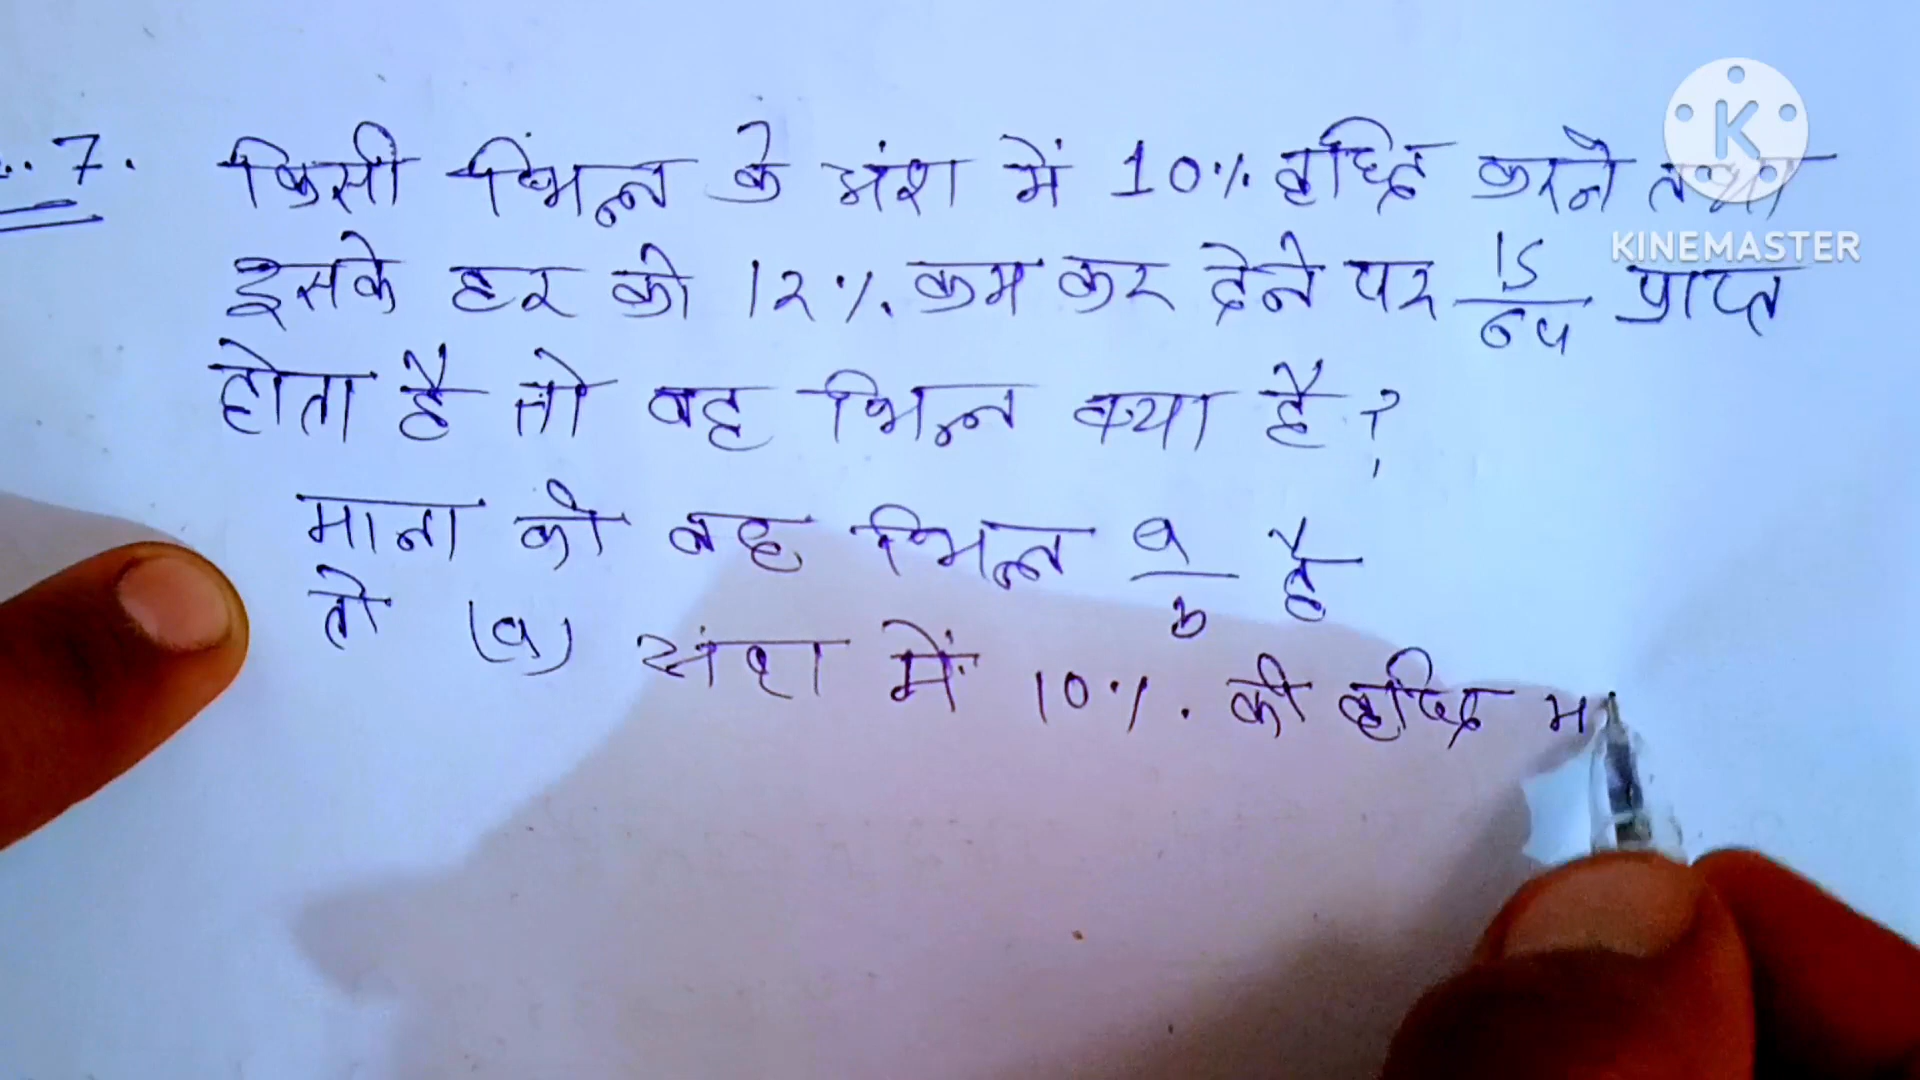 ..7. किसी भिंन्न के अंश में 10% वृध्दि करने तथा
इसके हर को 12% कम कर देने पर 15/64 प्राप्त
होता है तो वह भिन्न क्या है?
माना की वह भिन्न a/b है
तो (a) अंश में 10%. की वृध्दि
K
KINEMASTER